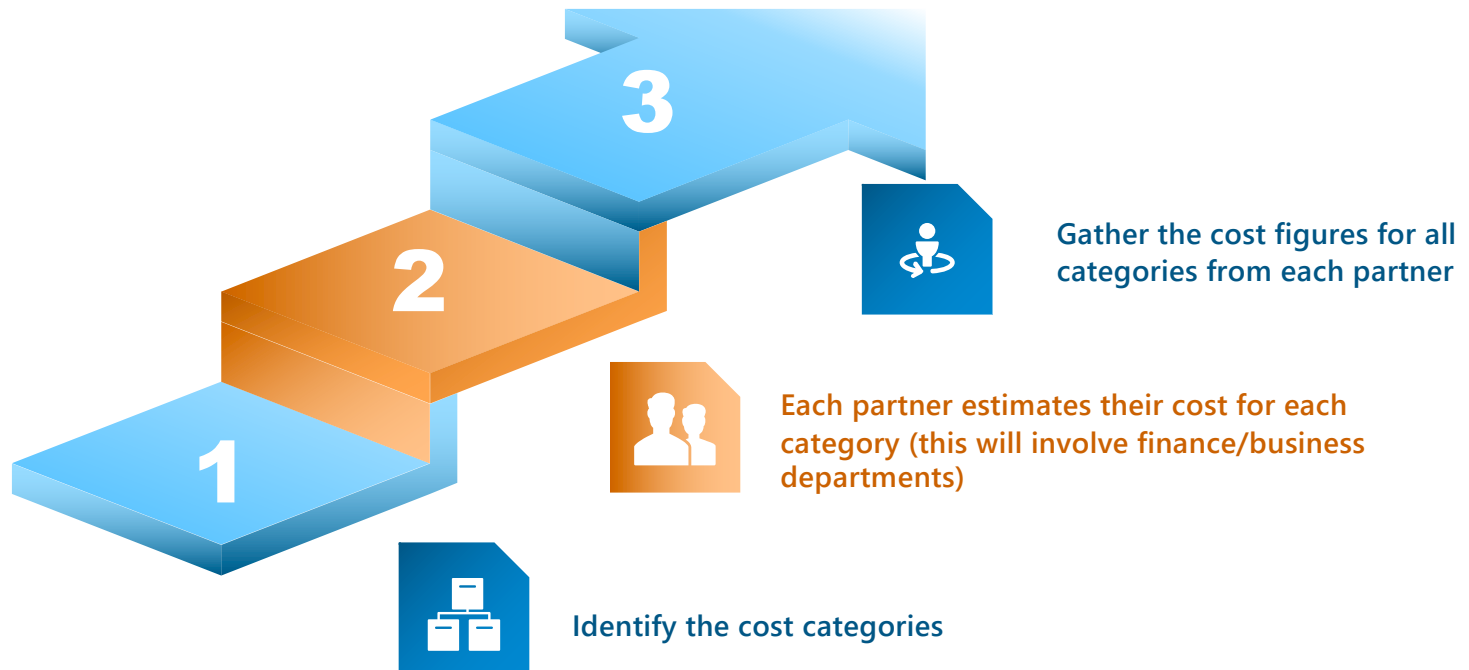 3
Gather the cost figures for all
categories from each partner
2
Each partner estimates their cost for each
category (this will involve finance/business
departments)
1
Identify the cost categories